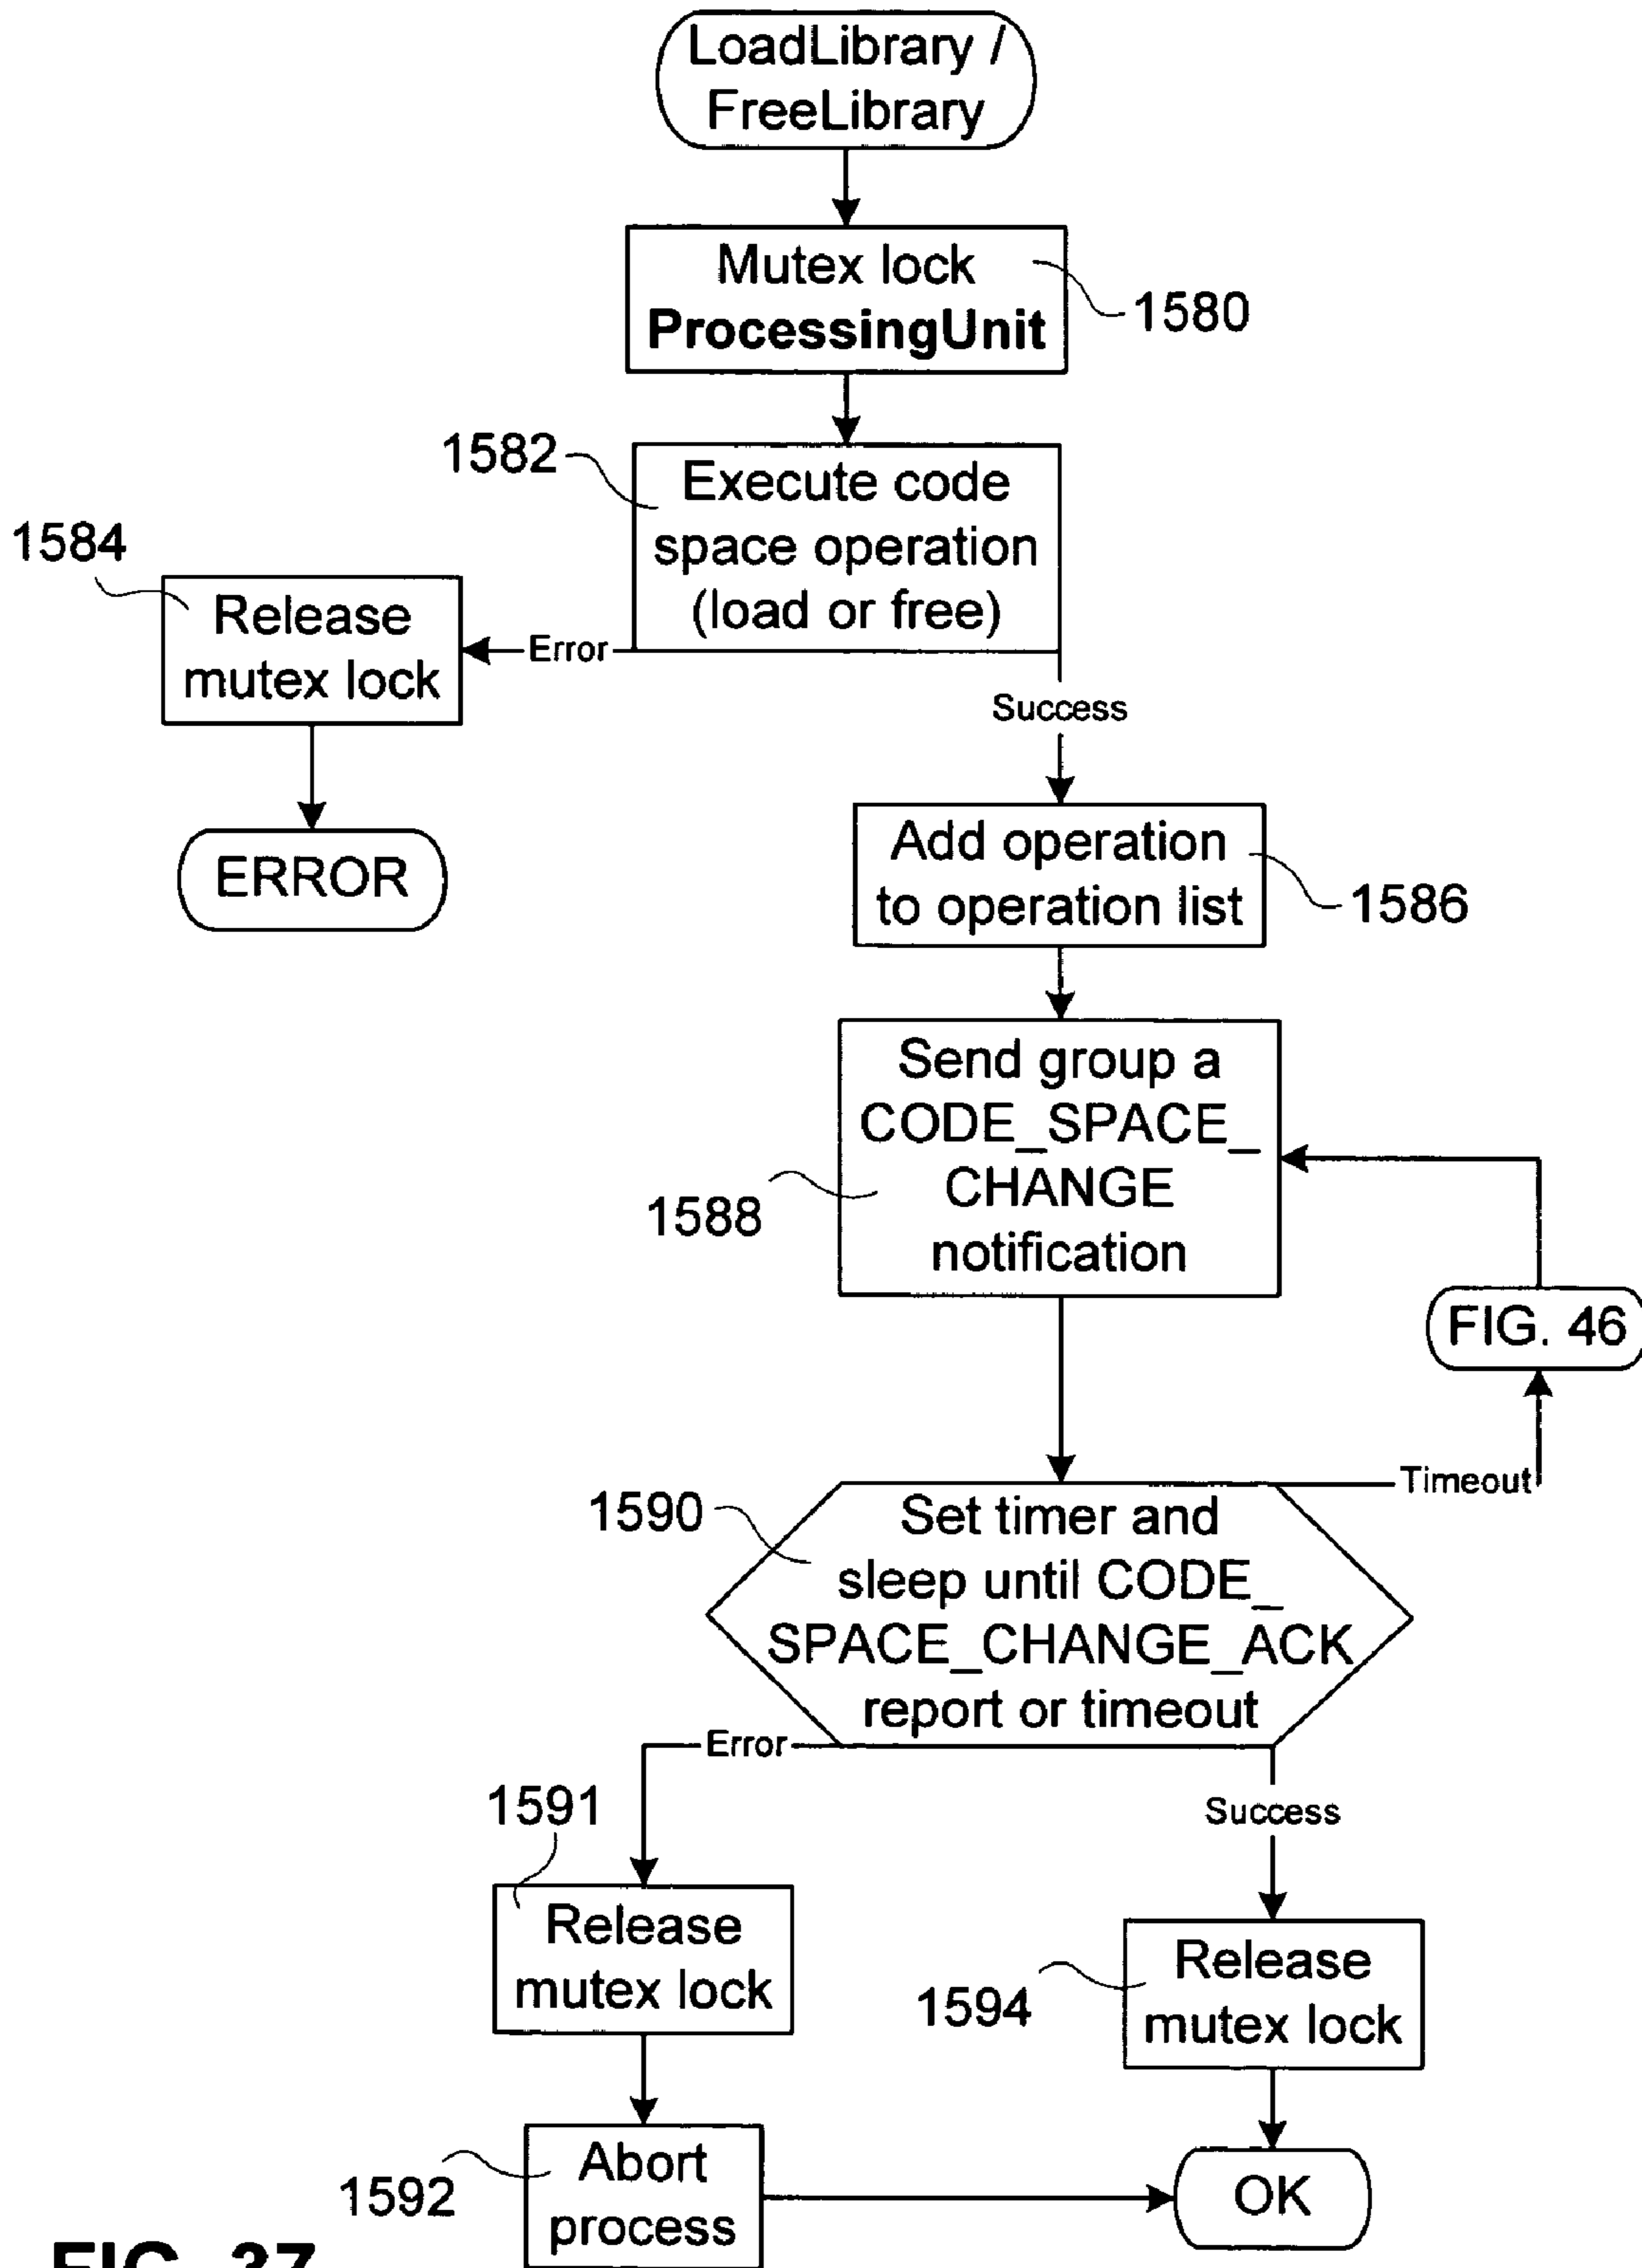 LoadLibrary /
FreeLibrary
Mutex lock
ProcessingUnit
1580
1582
Execute code
space operation
(load or free)
1584
Release
mutex lock
Error
Success
ERROR
Add operation
to operation list
1586
Send group a
CODE_SPACE_
CHANGE
notification
1588
FIG. 46
Timeout
1590
Set timer and
sleep until CODE_
SPACE_CHANGE_ACK
report or timeout
Error
Success
1591
Release
mutex lock
1594
Release
mutex lock
1592
Abort
process
OK
FIG. 37